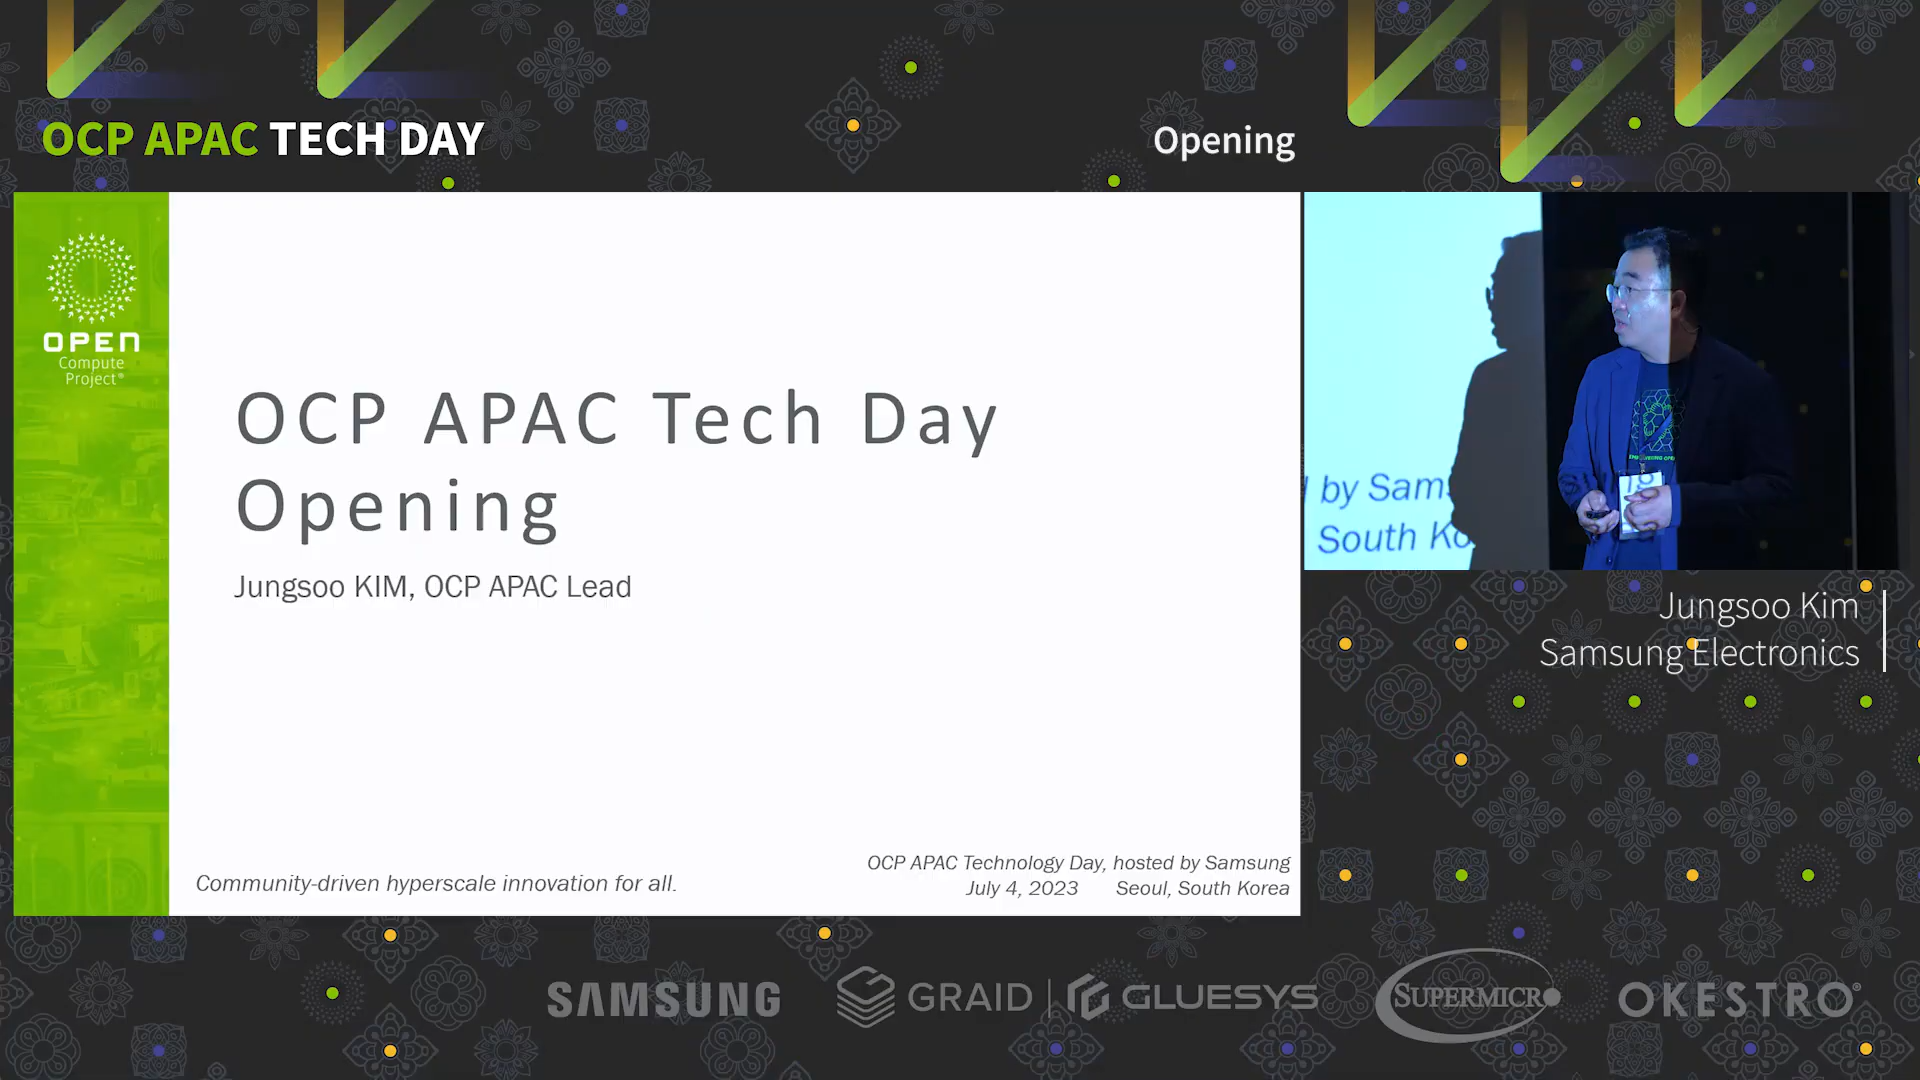 OCP APAC TECH DAY
Opening
OPEN
Compute
Project®
OCP APAC Tech Day
Opening
Jungsoo KIM, OCP APAC Lead
Community-driven hyperscale innovation for all.
OCP APAC Technology Day, hosted by Samsung
July 4, 2023 Seoul, South Korea
by Sams
South Ko
Jungsoo Kim
Samsung Electronics
SAMSUNG
GRAID
GLUESYS
SUPERMICRO
OKESTRO®